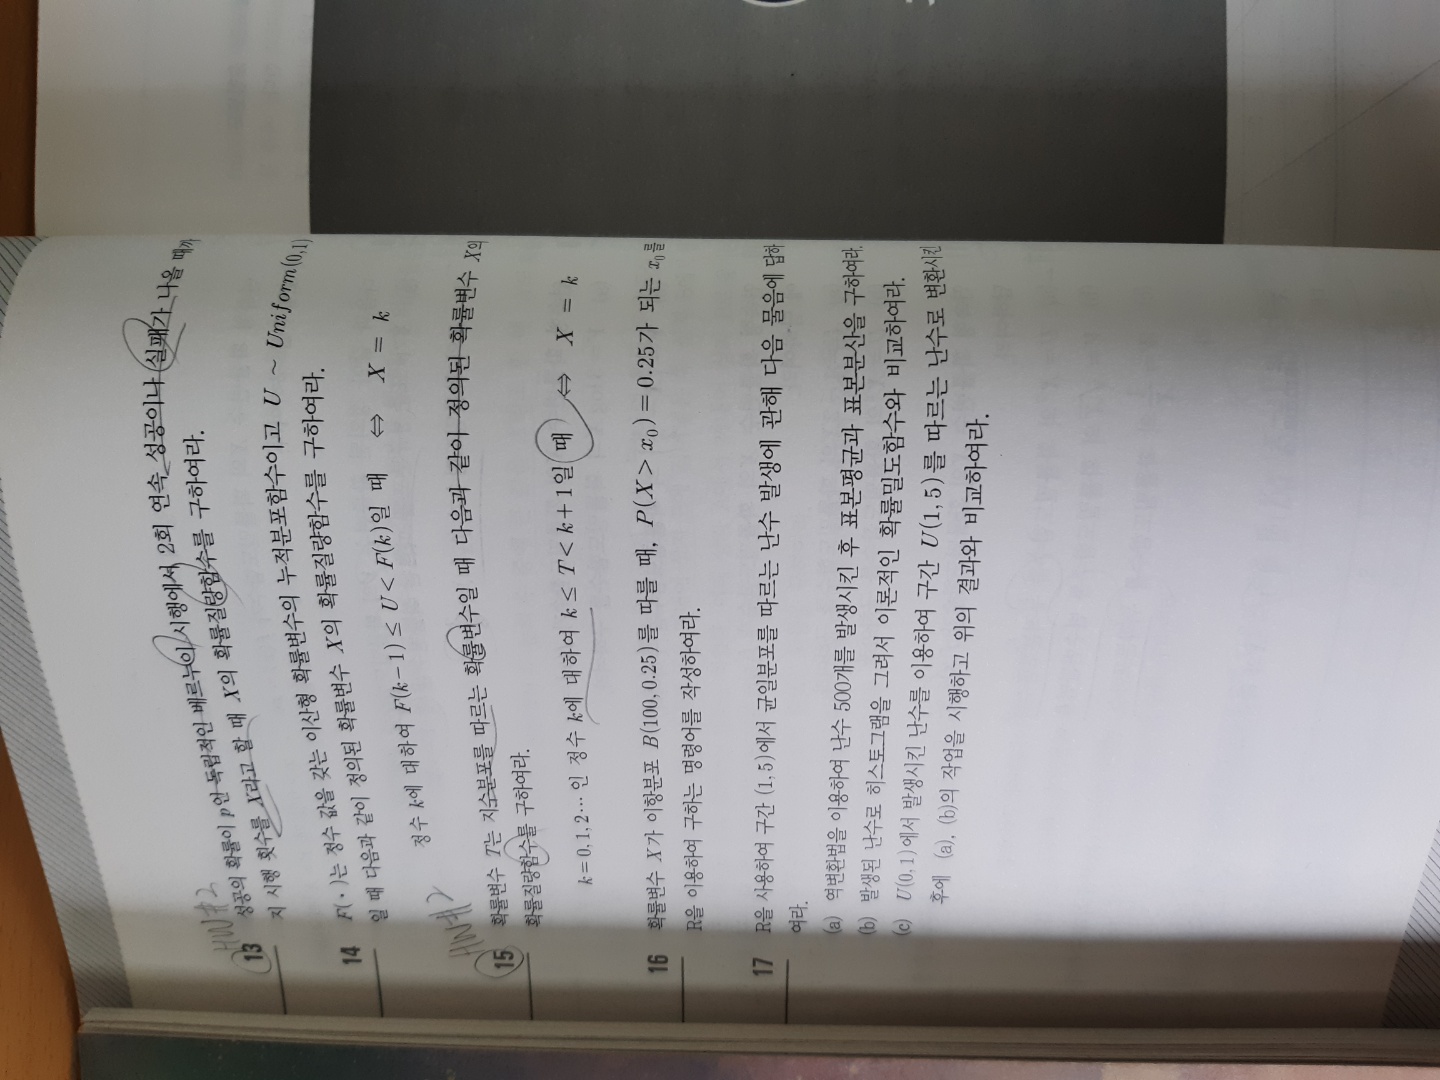 HW#2
13 성공의 확률이 p인 독립적인 베르누이 시행에서 2회 연속 성공이나 실패가 나올 때까
지 시행 횟수를 X라고 할 때 X의 확률질량함수를 구하여라.
14 F(·)는 정수 값을 갖는 이산형 확률변수의 누적분포함수이고 U ~ Uniform(0,1)
일 때 다음과 같이 정의된 확률변수 X의 확률질량함수를 구하여라.
정수 k에 대하여 F(k-1) ≤ U < F(k)일 때 ⇔ X = k
HW#2
15 확률변수 T는 지수분포를 따르는 확률변수일 때 다음과 같이 정의된 확률변수 X의
확률질량함수를 구하여라.
k=0,1,2…인 정수 k에 대하여 k ≤ T < k+1일 때 ⇔ X = k
16 확률변수 X가 이항분포 B(100,0.25)를 따를 때, P(X > x₀) = 0.25가 되는 x₀를
R을 이용하여 구하는 명령어를 작성하여라.
17 R을 사용하여 구간 (1,5)에서 균일분포를 따르는 난수 발생에 관해 다음 물음에 답하
여라.
(a) 역변환법을 이용하여 난수 500개를 발생시킨 후 표본평균과 표본분산을 구하여라.
(b) 발생된 난수로 히스토그램을 그려서 이론적인 확률밀도함수와 비교하여라.
(c) U(0,1)에서 발생시킨 난수를 이용하여 구간 U(1,5)를 따르는 난수로 변환시킨
후에 (a), (b)의 작업을 시행하고 위의 결과와 비교하여라.